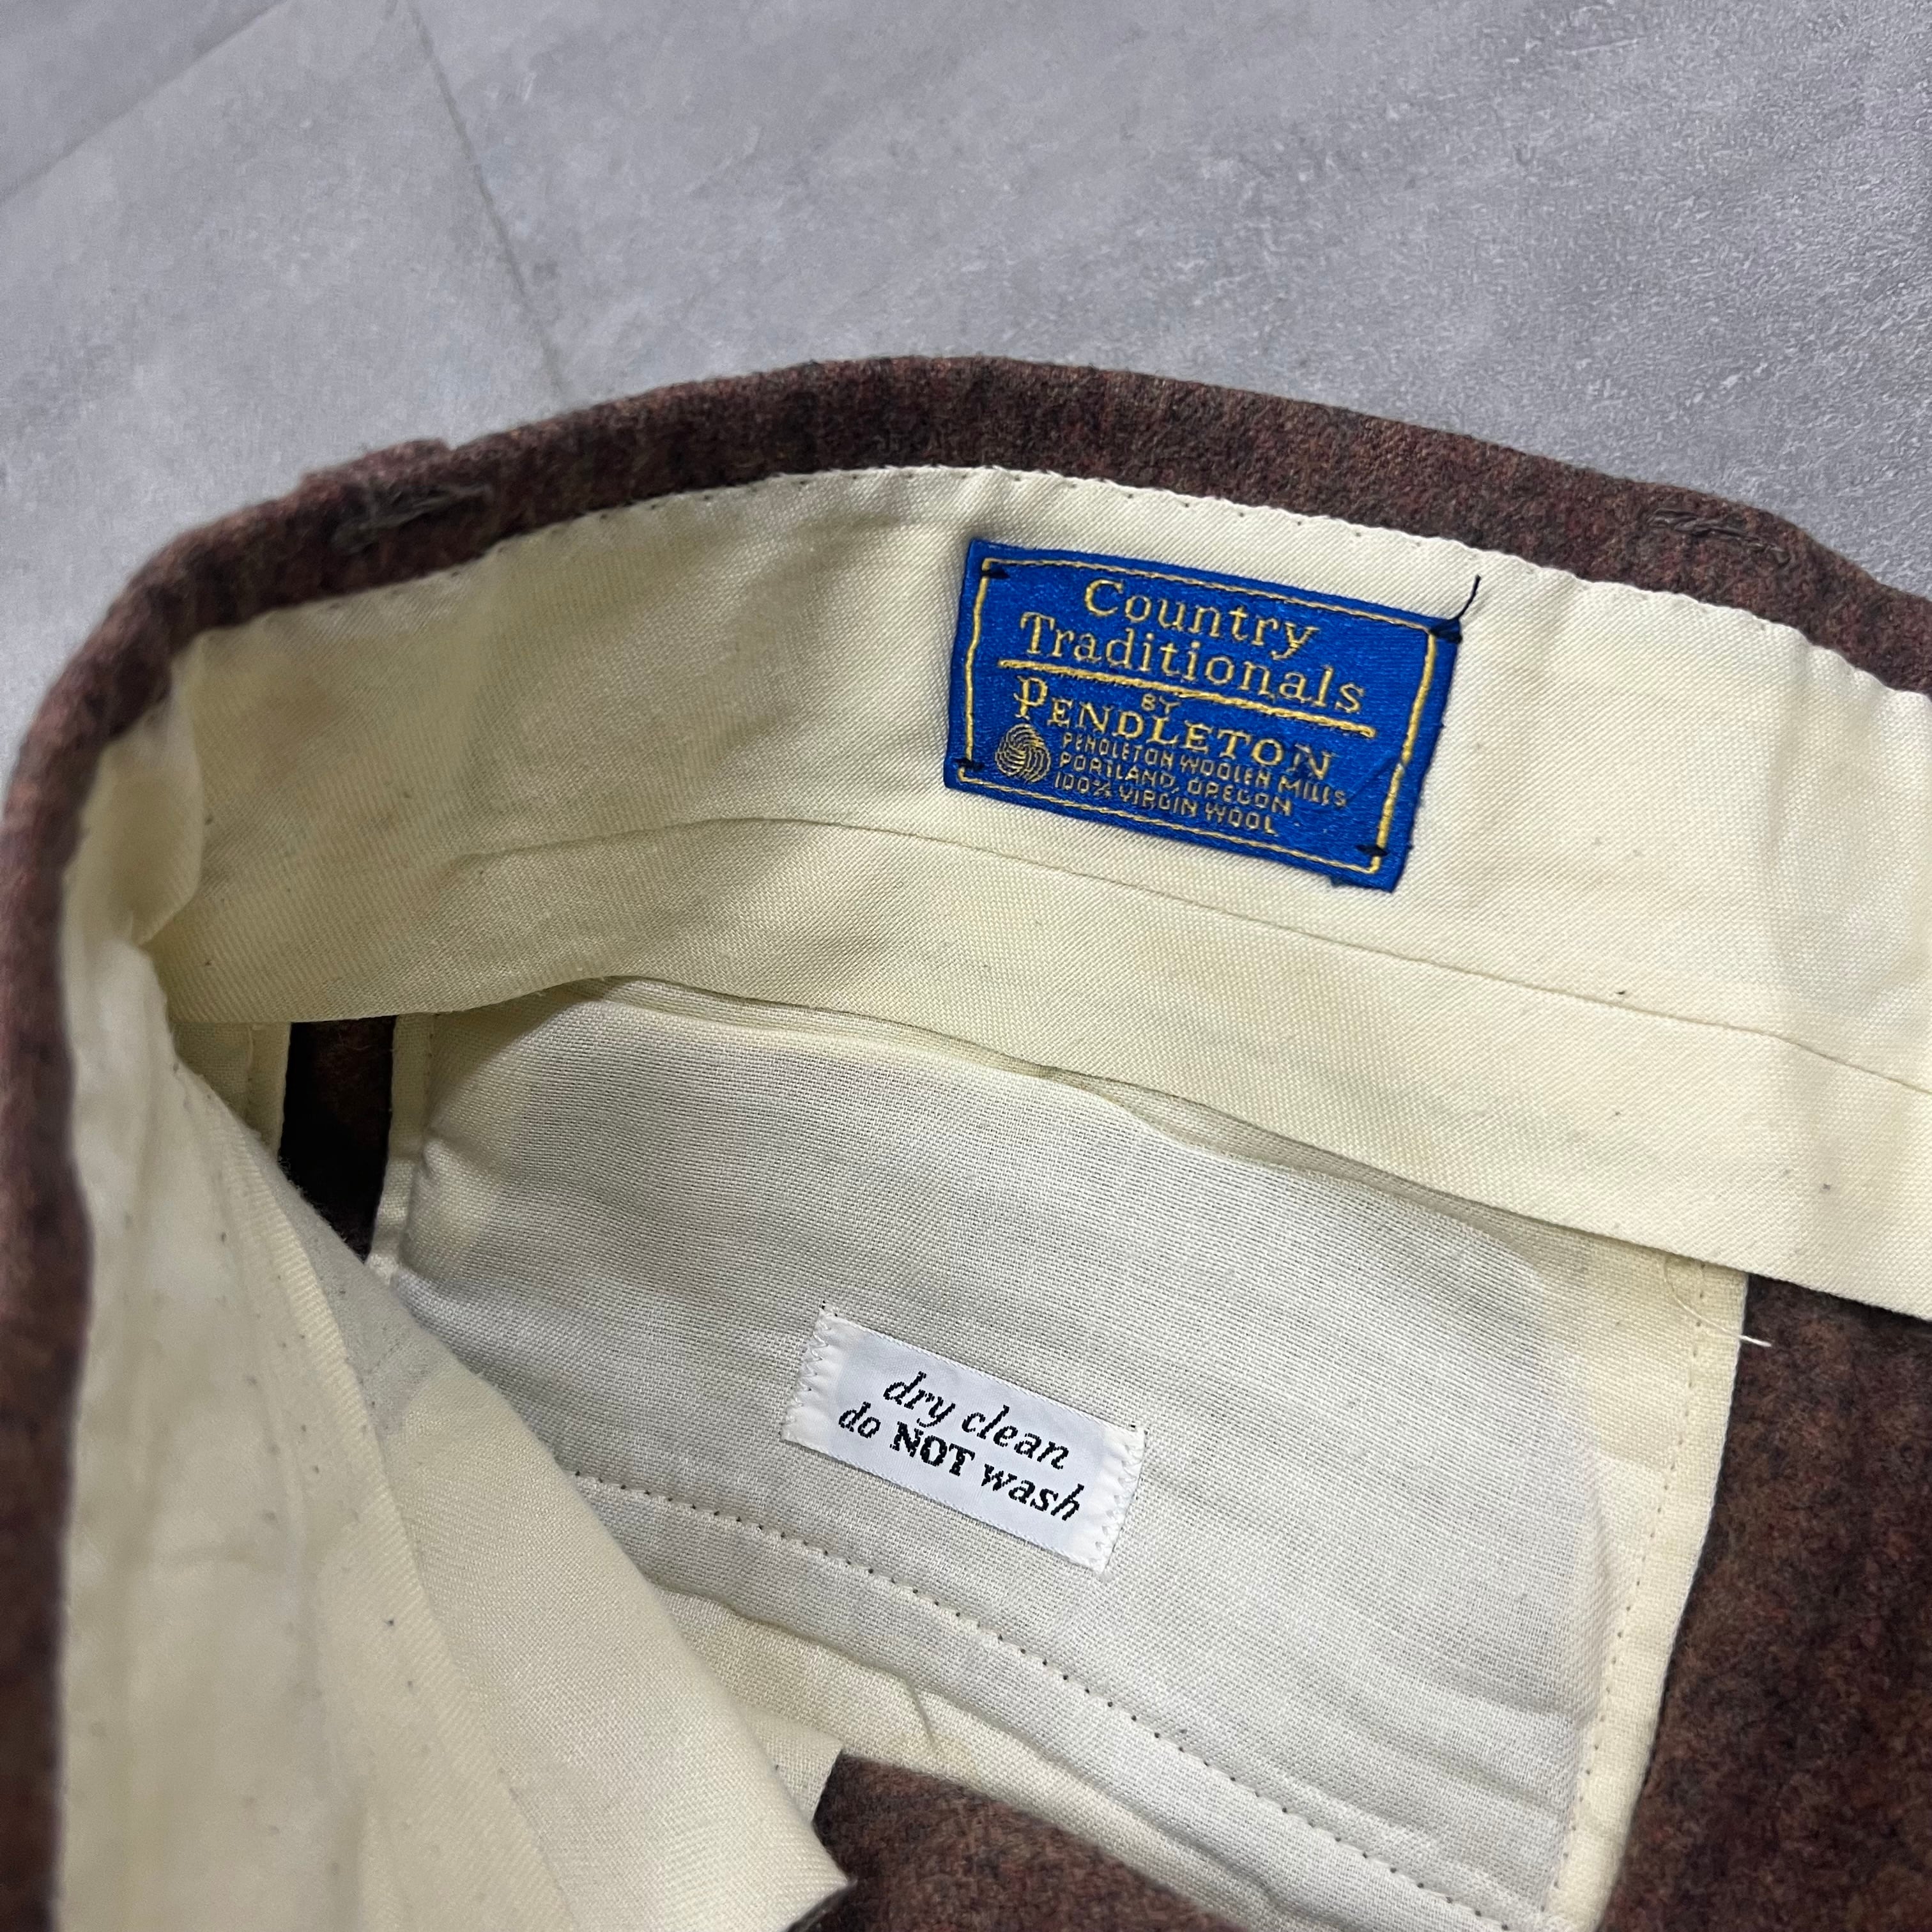 Country
Traditionals
BY
PENDLETON
PENDLETON WOOLEN MILLS
PORTLAND, OREGON
100% VIRGIN WOOL
dry clean
do NOT wash